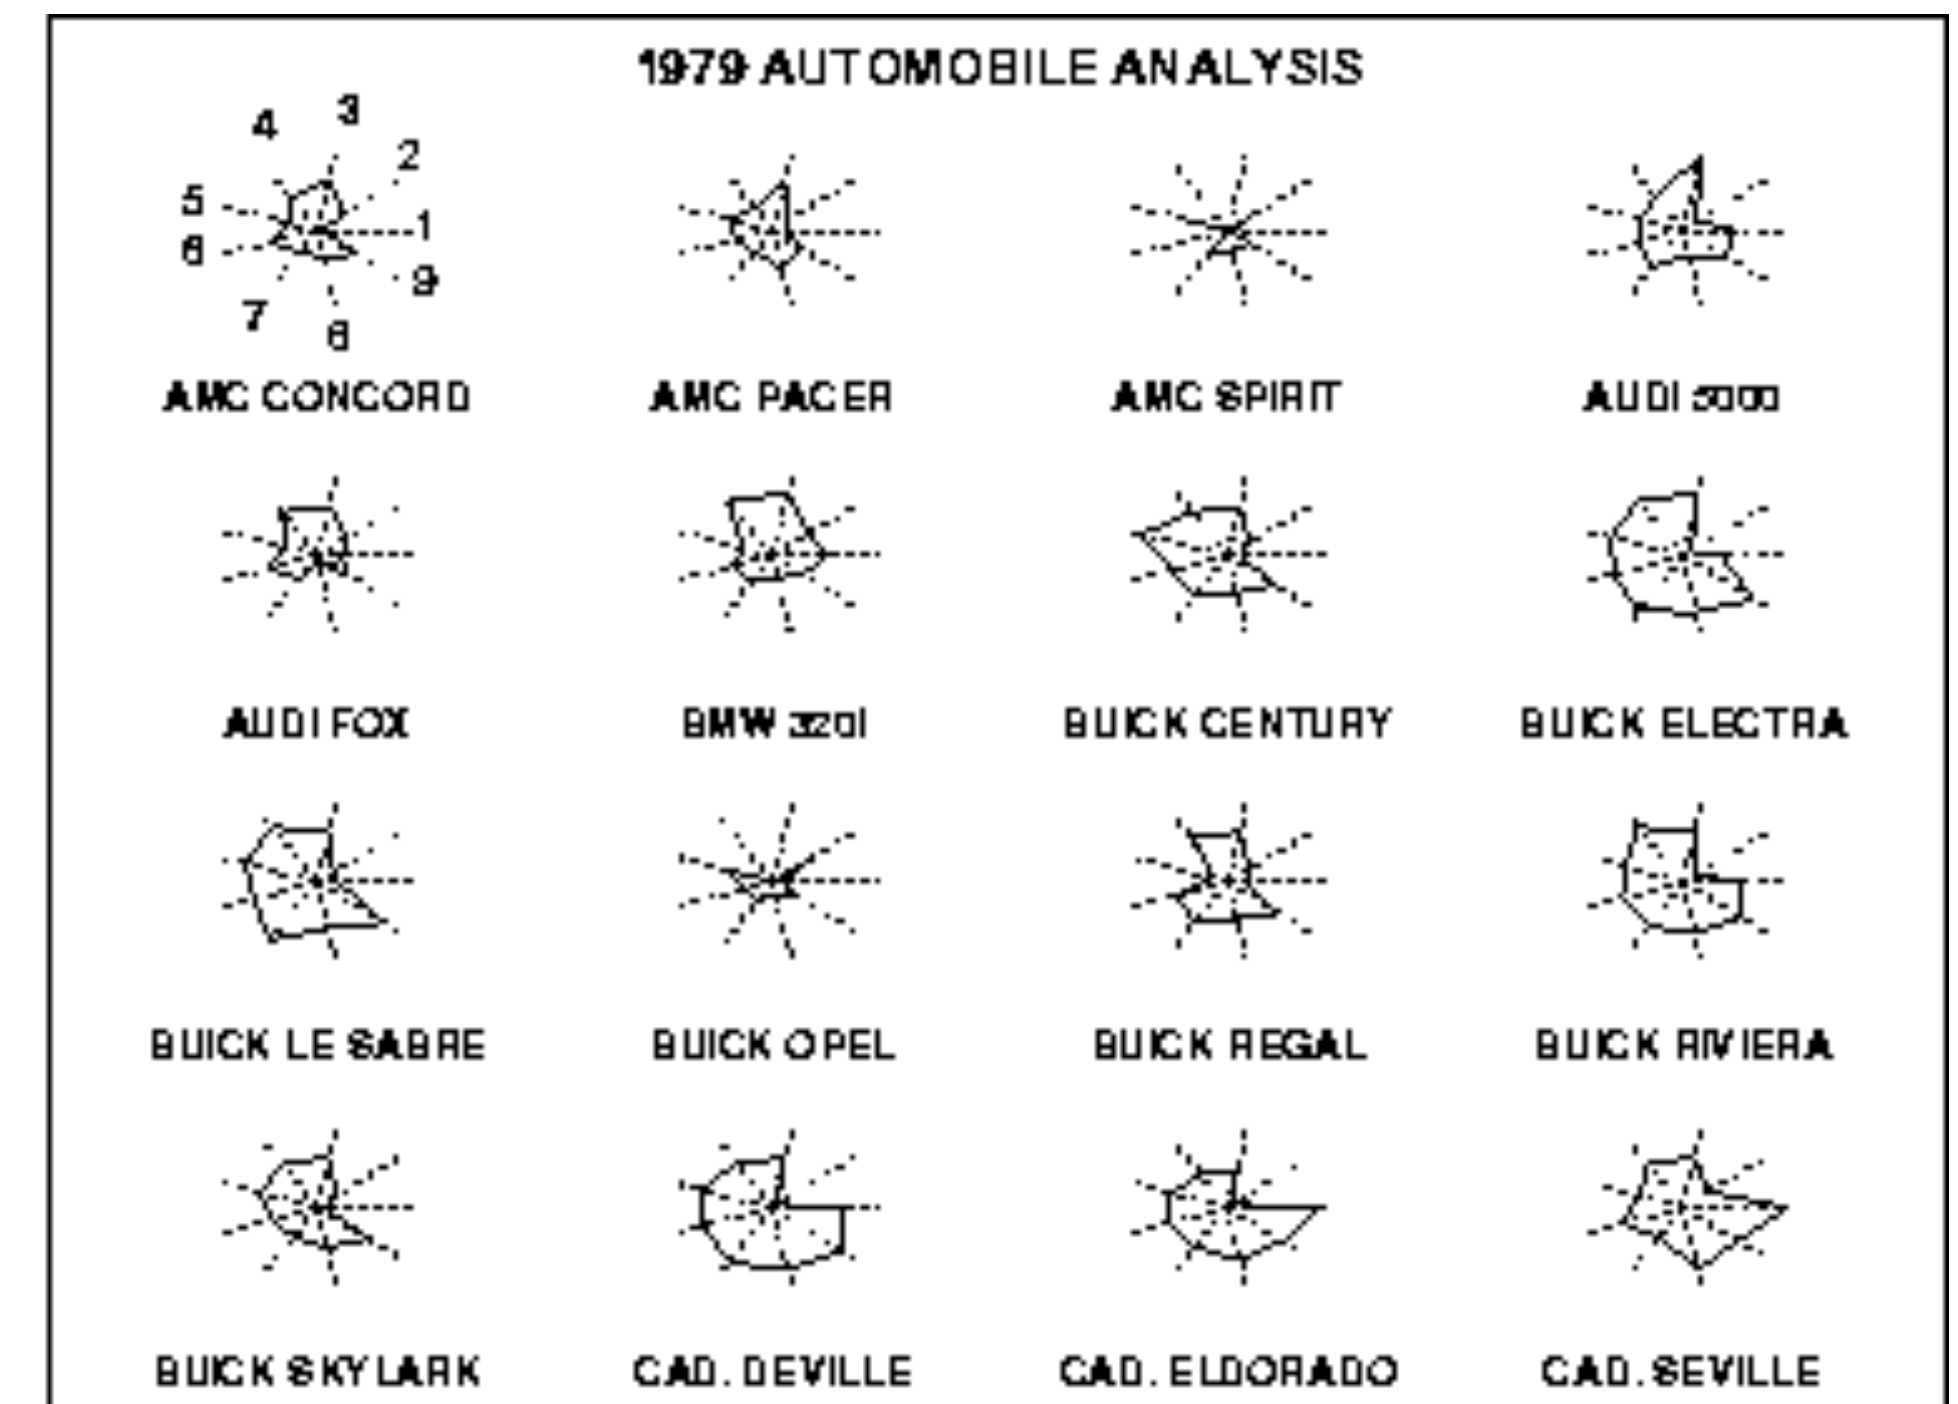 1979 AUTOMOBILE ANALYSIS
4 3 2
5 1
6 9
7 6
AMC CONCORD AMC PACER AMC SPIRIT AUDI 5000
AUDI FOX BMW 320i BUICK CENTURY BUICK ELECTRA
BUICK LE SABRE BUICK OPEL BUICK REGAL BUICK RIVIERA
BUICK SKYLARK CAD. DEVILLE CAD. ELDORADO CAD. SEVILLE